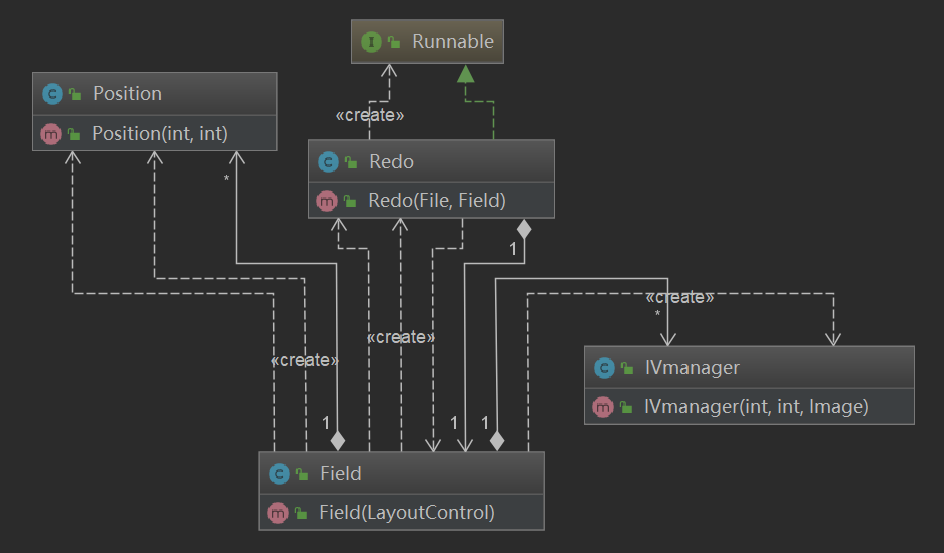 Runnable
Position
Position(int, int)
«create»
Redo
Redo(File, Field)
*
1
«create»
*
IVmanager
IVmanager(int, int, Image)
«create»
«create»
1
1
1
Field
Field(LayoutControl)